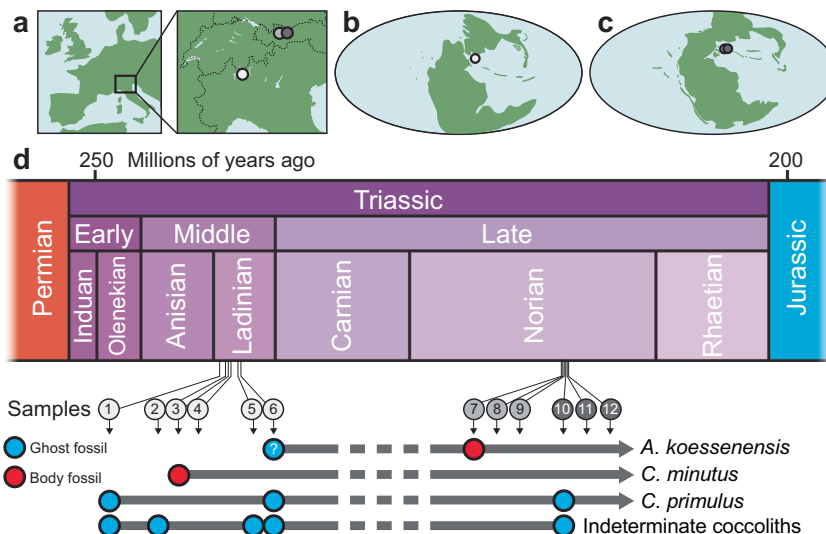 a
b
c
d
250 Millions of years ago 200
Permian
Triassic
Jurassic
Early Middle Late
Induan
Olenekian
Anisian
Ladinian
Carnian
Norian
Rhaetian
Samples 1 2 3 4 5 6 7 8 9 10 11 12
Ghost fossil ? A. koessenensis
Body fossil C. minutus
C. primulus
Indeterminate coccoliths